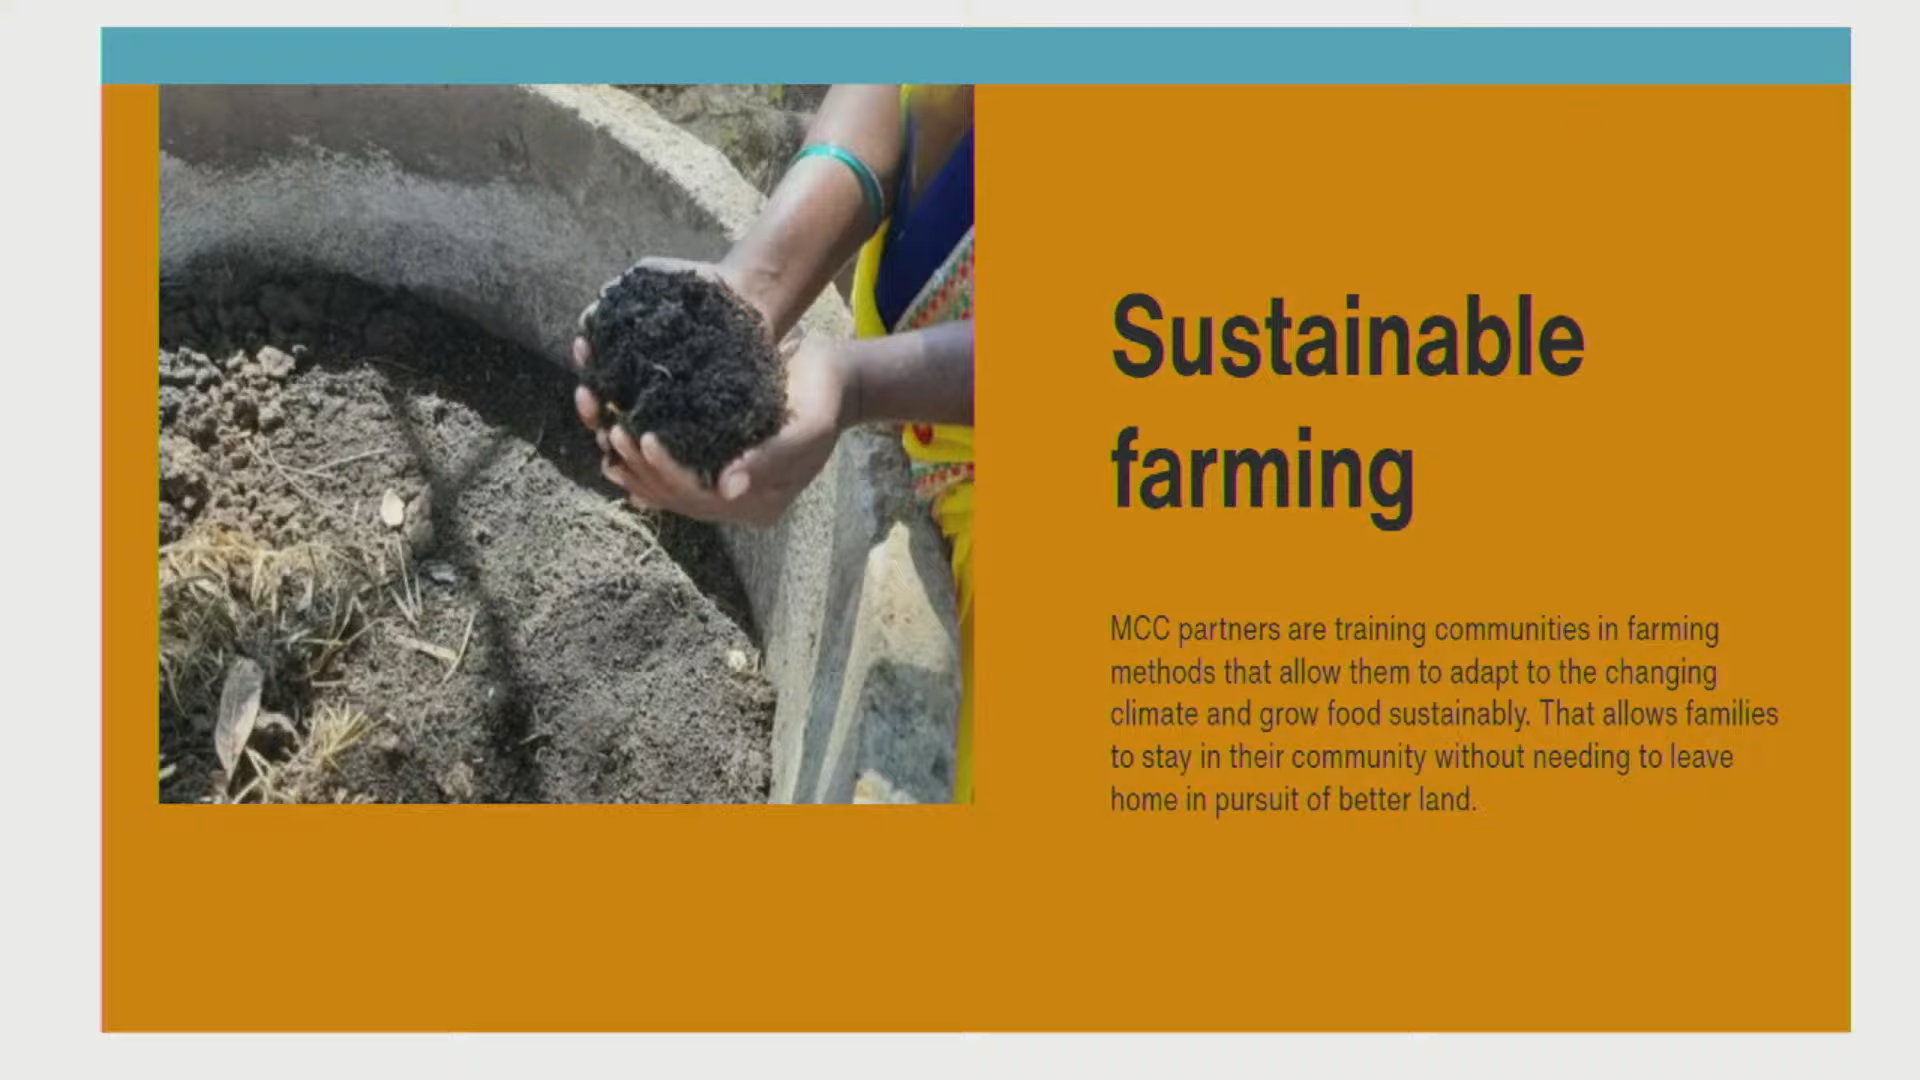 Sustainable
farming
MCC partners are training communities in farming
methods that allow them to adapt to the changing
climate and grow food sustainably. That allows families
to stay in their community without needing to leave
home in pursuit of better land.